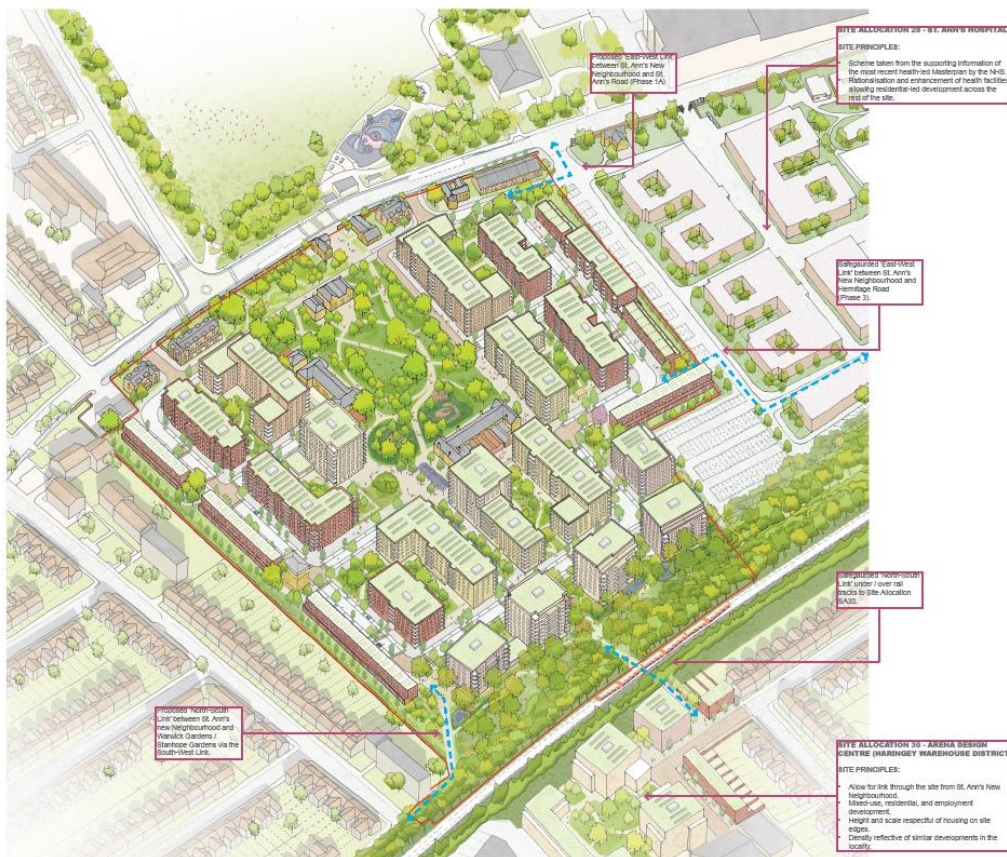 Proposed 'East-West Link'
between St. Ann's New
Neighbourhood and St.
Ann's Road (Phase 1A)
SITE ALLOCATION 28 - ST. ANN'S HOSPITAL
SITE PRINCIPLES:
Scheme taken from the supporting information of
the most recent health-led Masterplan by the NHS.
Rationalisation and enhancement of health facilities
allowing residential-led development across the
rest of the site.
Safegaurded 'East-West
Link' between St. Ann's
New Neighbourhood and
Hermitage Road
(Phase 3).
Safegaurded 'North-South
Link' under / over rail
tracks to Site Allocation
SA30.
Proposed 'North-South
Link' between St. Ann's
new Neighbourhood and
Warwick Gardens /
Stanhope Gardens via the
South-West Link.
SITE ALLOCATION 30 - ARENA DESIGN
CENTRE (HARINGEY WAREHOUSE DISTRICT
SITE PRINCIPLES:
Allow for link through the site from St. Ann's New
Neighbourhood.
Mixed-use, residential, and employment
development.
Height and scale respectful of housing on site
edges.
Density reflective of similar developments in the
locality.